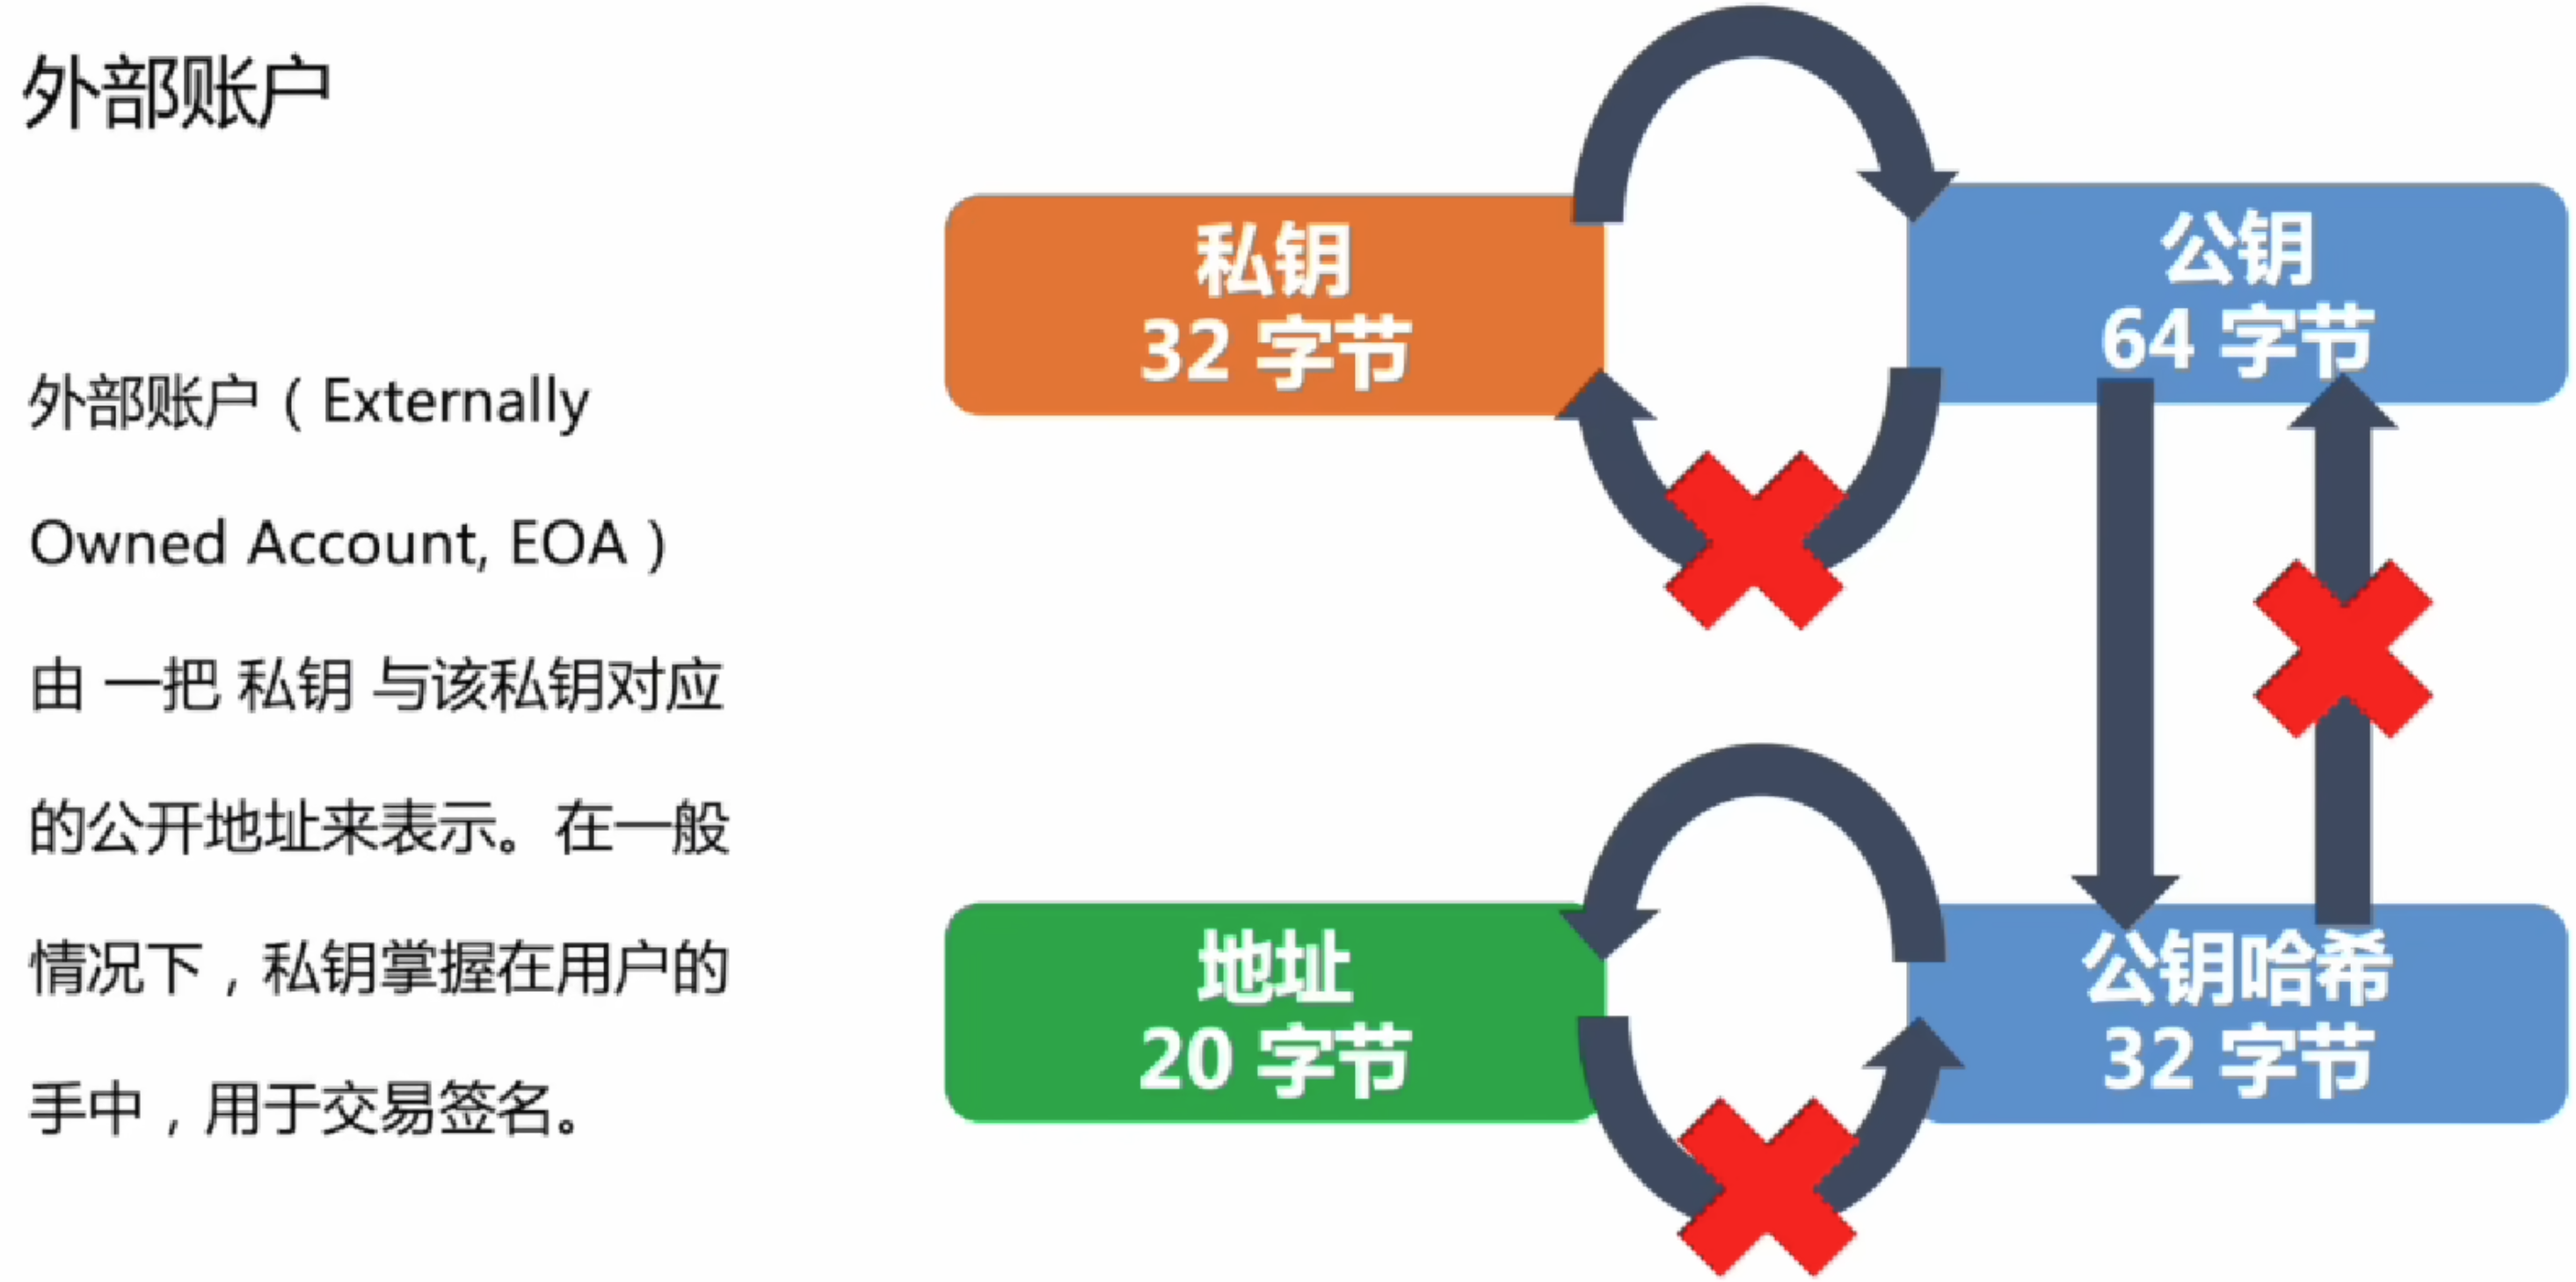 外部账户
外部账户（Externally
Owned Account, EOA）
由 一把 私钥 与该私钥对应
的公开地址来表示。在一般
情况下，私钥掌握在用户的
手中，用于交易签名。
私钥
32 字节
公钥
64 字节
地址
20 字节
公钥哈希
32 字节